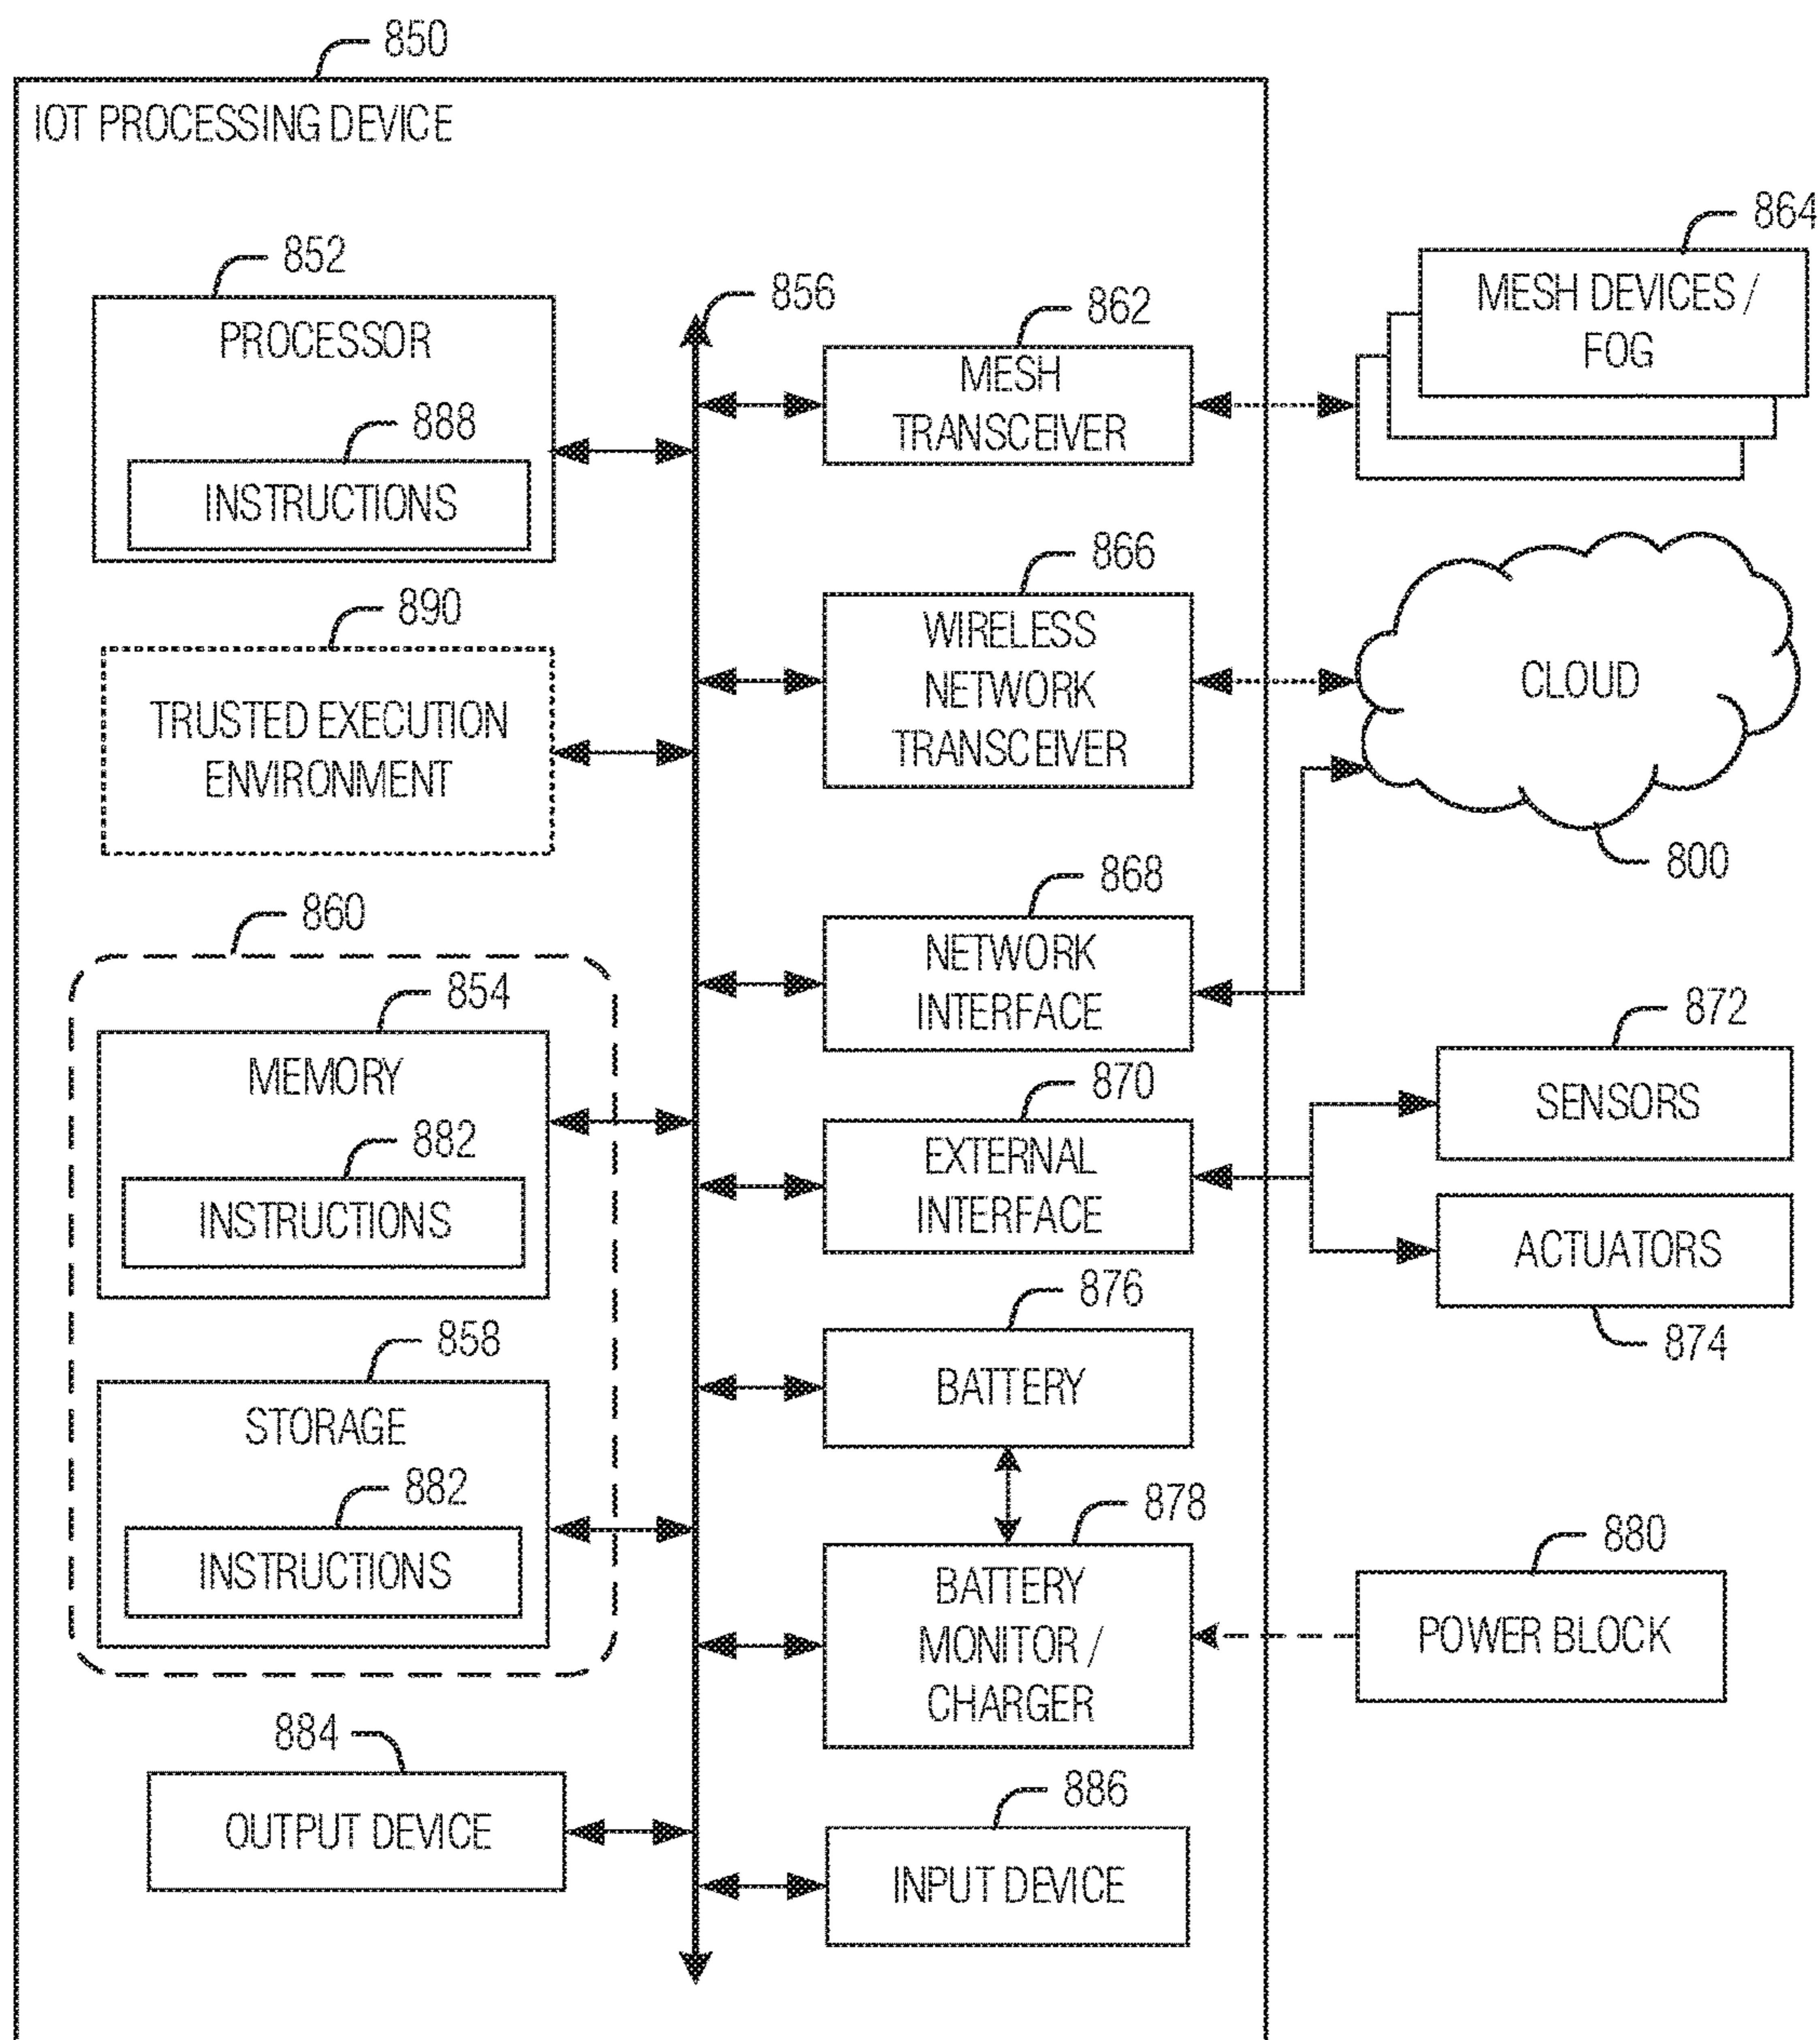 850
IOT PROCESSING DEVICE
852
PROCESSOR
888
INSTRUCTIONS
890
TRUSTED EXECUTION
ENVIRONMENT
860
854
MEMORY
882
INSTRUCTIONS
858
STORAGE
882
INSTRUCTIONS
884
OUTPUT DEVICE
856
862
MESH
TRANSCEIVER
866
WIRELESS
NETWORK
TRANSCEIVER
868
NETWORK
INTERFACE
870
EXTERNAL
INTERFACE
876
BATTERY
878
BATTERY
MONITOR /
CHARGER
886
INPUT DEVICE
864
MESH DEVICES /
FOG
CLOUD
800
872
SENSORS
ACTUATORS
874
880
POWER BLOCK